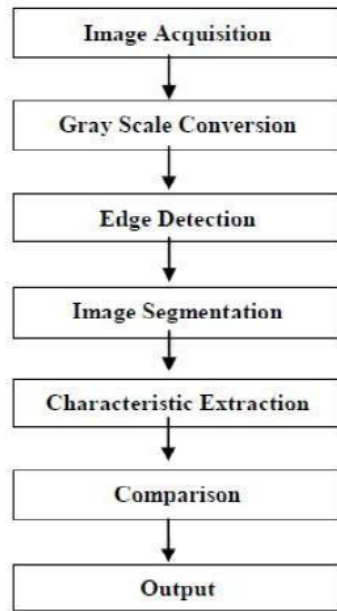 Image Acquisition
Gray Scale Conversion
Edge Detection
Image Segmentation
Characteristic Extraction
Comparison
Output